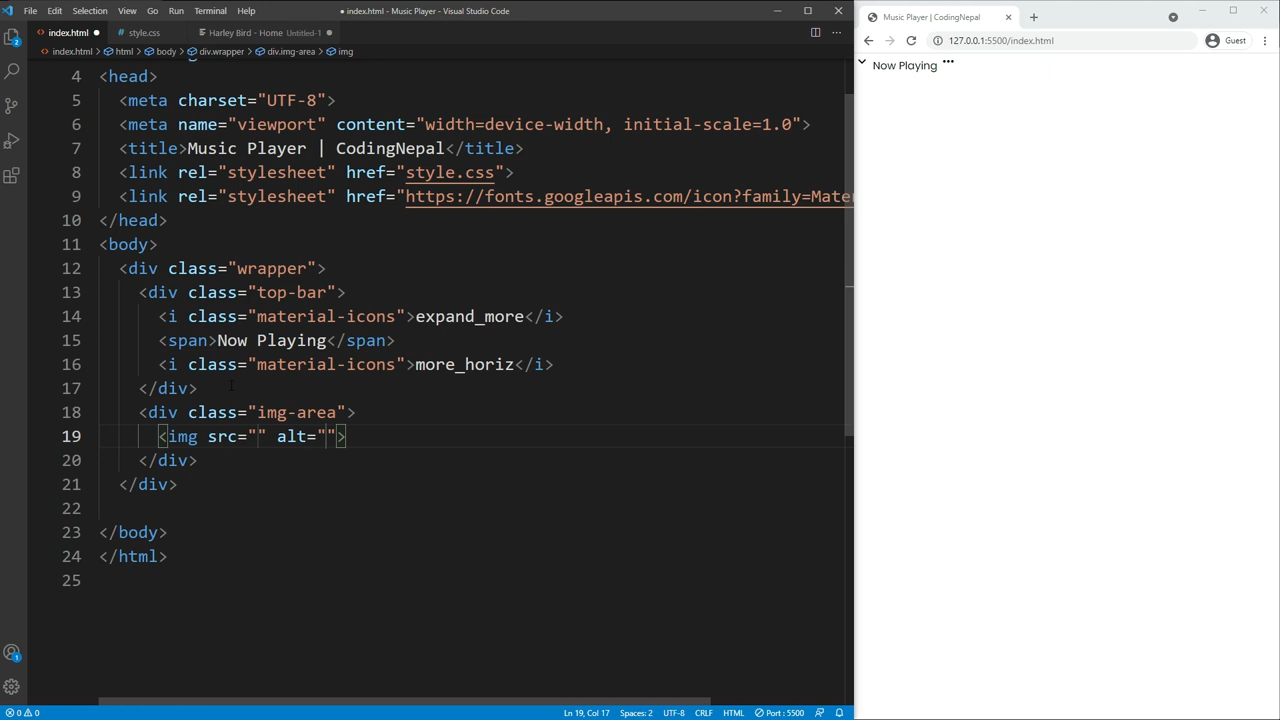 File Edit Selection View Go Run Terminal Help
● index.html - Music Player - Visual Studio Code
index.html ●
style.css
Harley Bird - Home Untitled-1 ●
index.html > html > body > div.wrapper > div.img-area > img
4 <head>
5 <meta charset="UTF-8">
6 <meta name="viewport" content="width=device-width, initial-scale=1.0">
7 <title>Music Player | CodingNepal</title>
8 <link rel="stylesheet" href="style.css">
9 <link rel="stylesheet" href="https://fonts.googleapis.com/icon?family=Mater
10 </head>
11 <body>
12 <div class="wrapper">
13 <div class="top-bar">
14 <i class="material-icons">expand_more</i>
15 <span>Now Playing</span>
16 <i class="material-icons">more_horiz</i>
17 </div>
18 <div class="img-area">
19 <img src="" alt="">
20 </div>
21 </div>
22
23 </body>
24 </html>
25
2
1
0 0
Ln 19, Col 17
Spaces: 2
UTF-8
CRLF
HTML
Port : 5500
Music Player | CodingNepal
127.0.0.1:5500/index.html
Guest
Now Playing